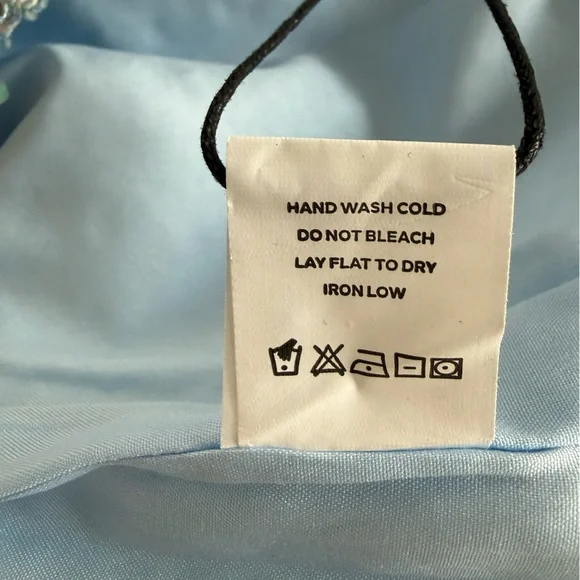 HAND WASH COLD
DO NOT BLEACH
LAY FLAT TO DRY
IRON LOW